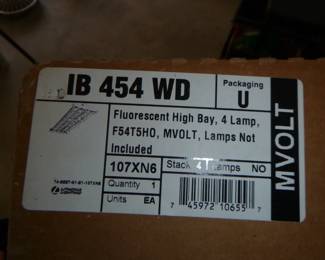 IB 454 WD
Packaging
U
Fluorescent High Bay, 4 Lamp,
F54T5HO, MVOLT, Lamps Not
Included
MVOLT
107XN6
Stack
NO
Quantity 1
Units EA
LITHONIA
7 45972 10655 7